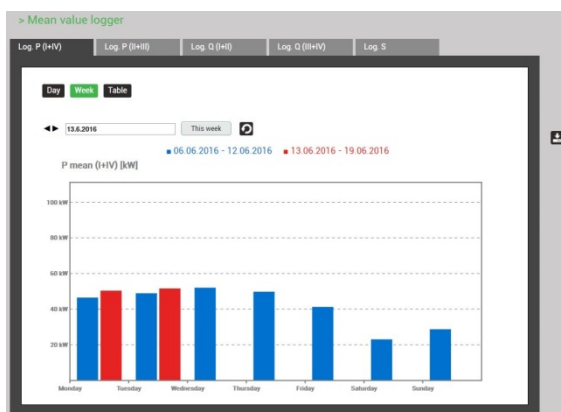 > Mean value logger
Log. P (I+IV) Log. P (II+III) Log. Q (I+II) Log. Q (III+IV) Log. S
Day Week Table
13.6.2016 This week
06.06.2016 - 12.06.2016 13.06.2016 - 19.06.2016
P mean (I+IV) [kW]
100 kW
80 kW
60 kW
40 kW
20 kW
Monday Tuesday Wednesday Thursday Friday Saturday Sunday